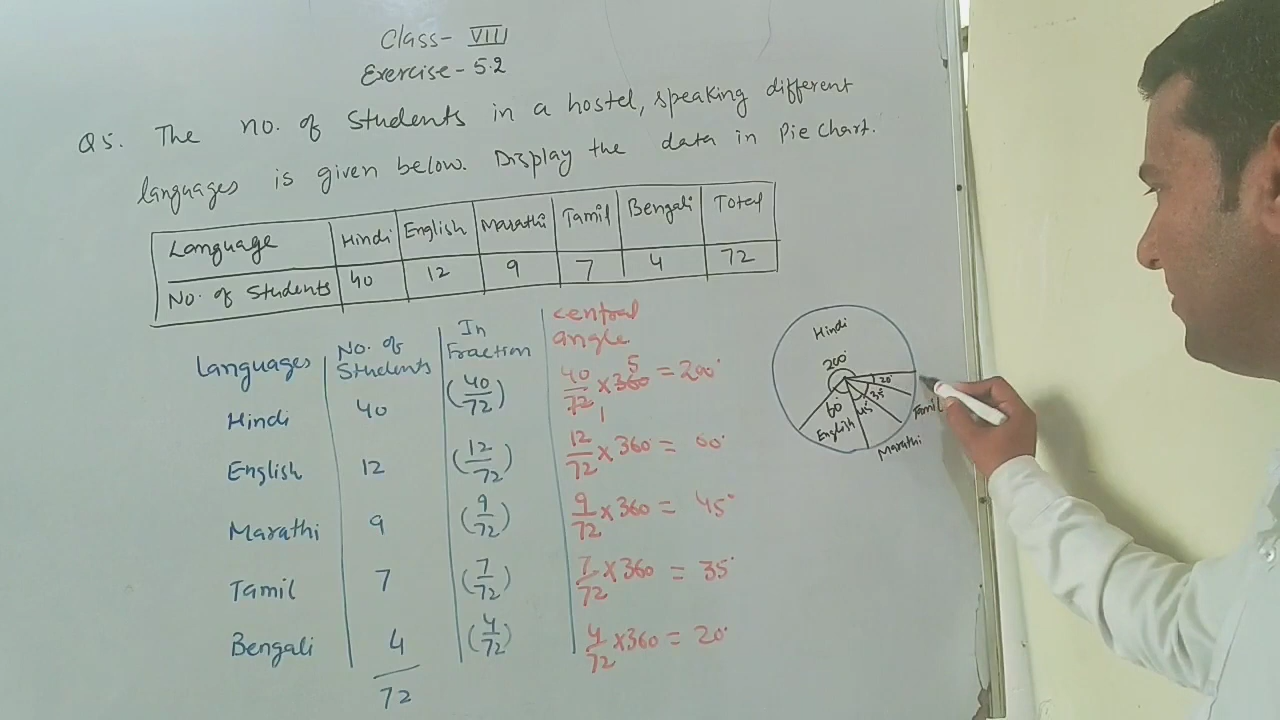 Class- VIII
Exercise - 5.2
Q5. The no. of Students in a hostel, speaking different
languages is given below. Display the data in Pie Chart.
Language Hindi English Marathi Tamil Bengali Total
No. of Students 40 12 9 7 4 72
Languages No. of Students In Fraction central angle
Hindi 40 (40/72) 40/72 × 360 = 200° 5 1
English 12 (12/72) 12/72 × 360 = 60°
Marathi 9 (9/72) 9/72 × 360 = 45°
Tamil 7 (7/72) 7/72 × 360 = 35°
Bengali 4 (4/72) 4/72 × 360 = 20°
72
Hindi
200°
20°
35°
45°
60°
English
Tamil
Marathi